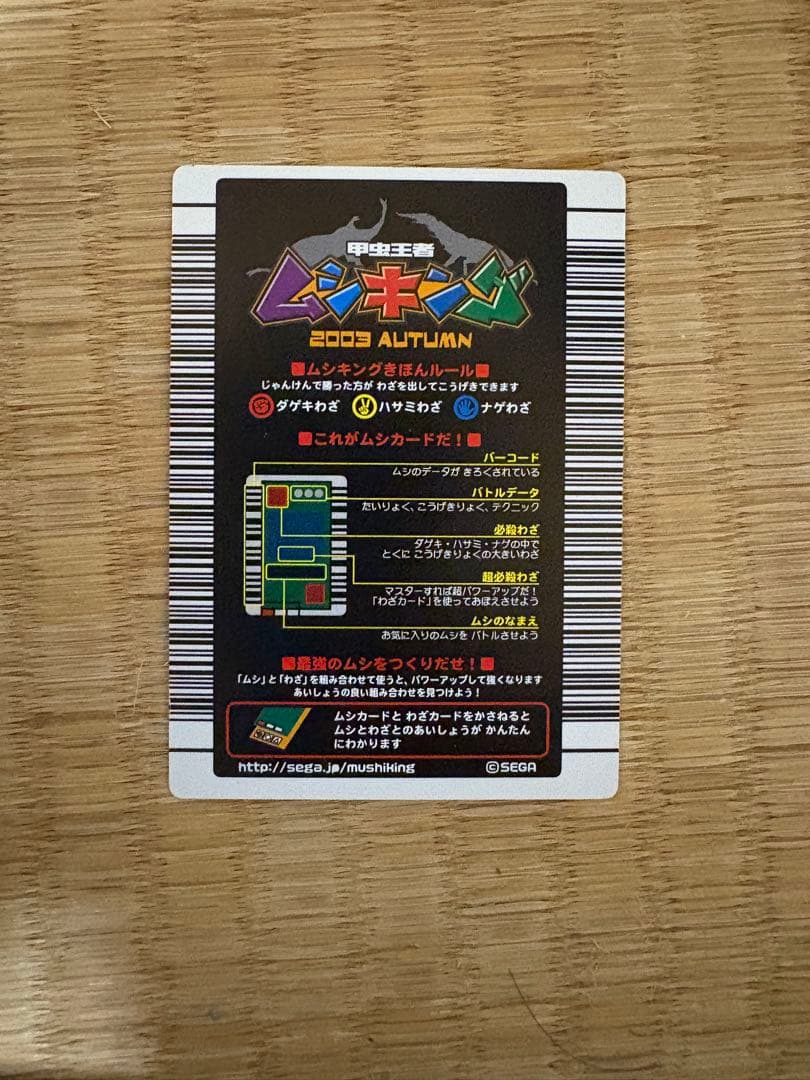 甲虫王者
ムシキング
2003 AUTUMN
ムシキングきほんルール
じゃんけんで勝った方が わざを出してこうげきできます
ダゲキわざ ハサミわざ ナゲわざ
これがムシカードだ!
バーコード
ムシのデータが きろくされている
バトルデータ
たいりょく、こうげきりょく、テクニック
必殺わざ
ダゲキ・ハサミ・ナゲの中で
とくに こうげきりょくの大きいわざ
超必殺わざ
マスターすれば超パワーアップだ!
「わざカード」を使っておぼえさせよう
ムシのなまえ
お気に入りのムシを バトルさせよう
最強のムシをつくりだせ!
「ムシ」と「わざ」を組み合わせて使うと、パワーアップして強くなります
あいしょうの良い組み合わせを見つけよう!
ムシカードと わざカードをかさねると
ムシとわざとのあいしょうが かんたん
にわかります
http://sega.jp/mushiking ©SEGA